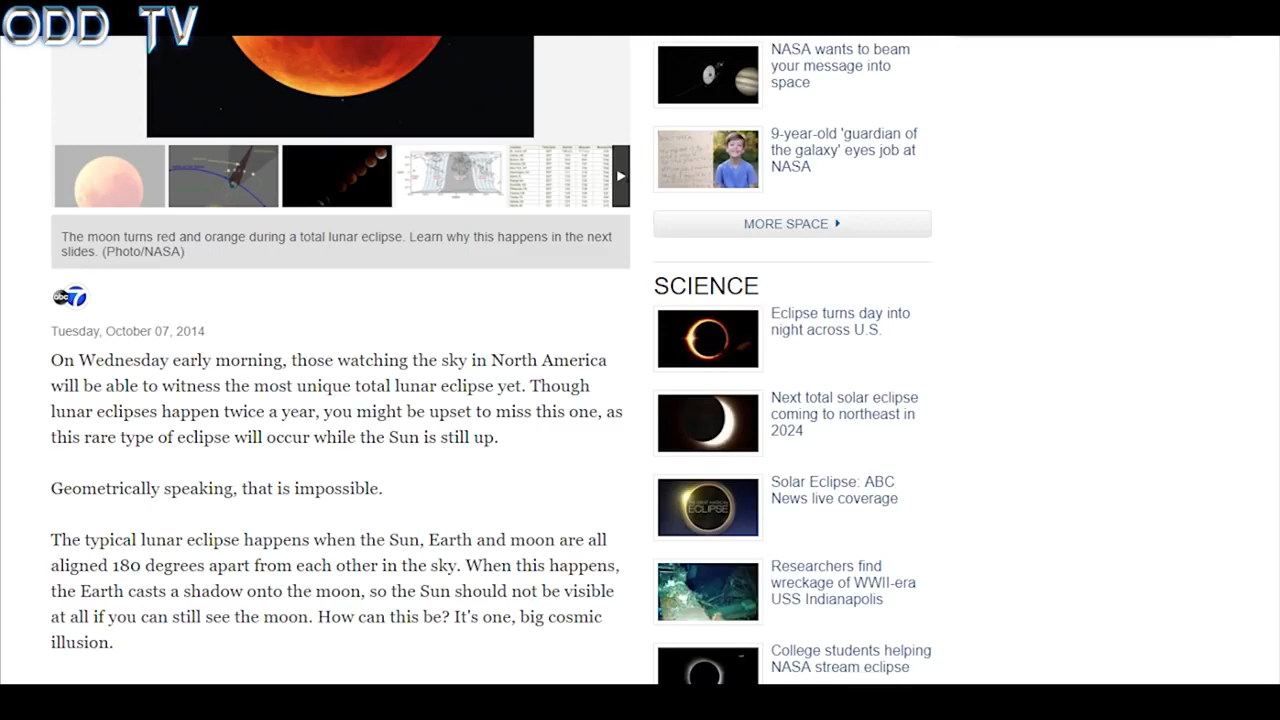 ODD TV
The moon turns red and orange during a total lunar eclipse. Learn why this happens in the next
slides. (Photo/NASA)
abc 7
Tuesday, October 07, 2014
On Wednesday early morning, those watching the sky in North America
will be able to witness the most unique total lunar eclipse yet. Though
lunar eclipses happen twice a year, you might be upset to miss this one, as
this rare type of eclipse will occur while the Sun is still up.
Geometrically speaking, that is impossible.
The typical lunar eclipse happens when the Sun, Earth and moon are all
aligned 180 degrees apart from each other in the sky. When this happens,
the Earth casts a shadow onto the moon, so the Sun should not be visible
at all if you can still see the moon. How can this be? It's one, big cosmic
illusion.
NASA wants to beam
your message into
space
9-year-old 'guardian of
the galaxy' eyes job at
NASA
MORE SPACE
SCIENCE
Eclipse turns day into
night across U.S.
Next total solar eclipse
coming to northeast in
2024
ECLIPSE
Solar Eclipse: ABC
News live coverage
Researchers find
wreckage of WWII-era
USS Indianapolis
College students helping
NASA stream eclipse